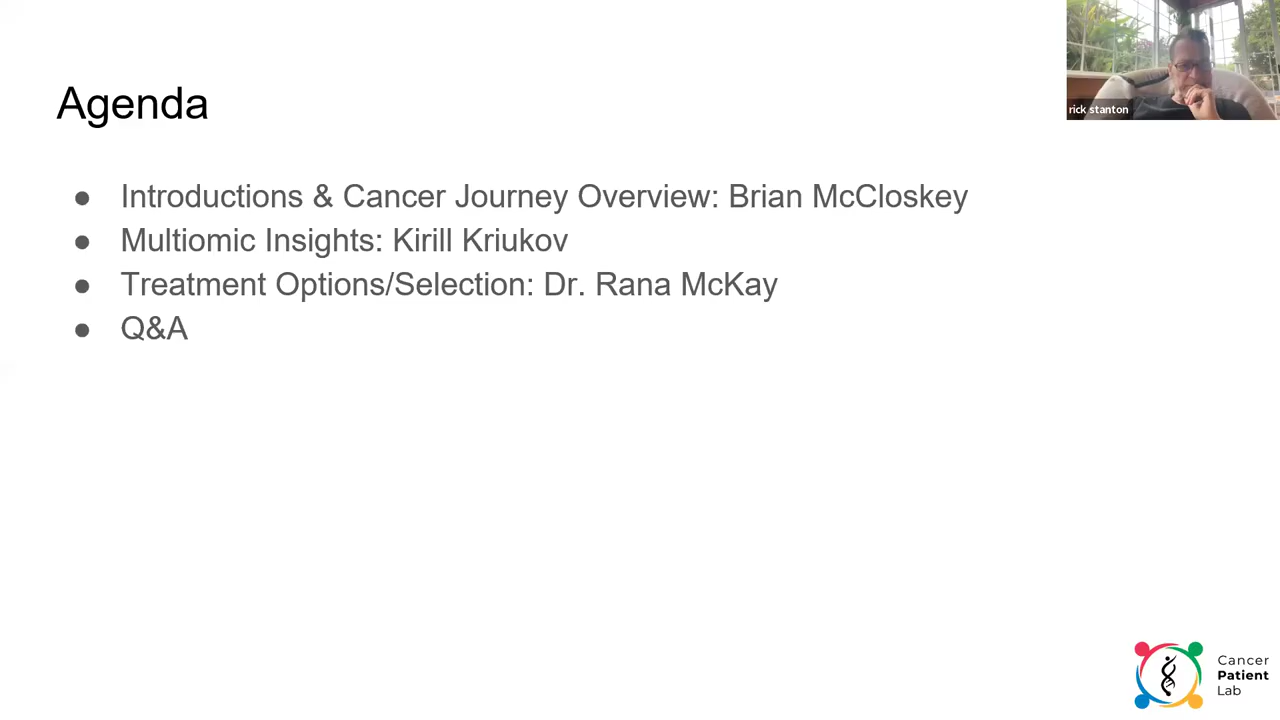 Agenda
rick stanton
● Introductions & Cancer Journey Overview: Brian McCloskey
● Multiomic Insights: Kirill Kriukov
● Treatment Options/Selection: Dr. Rana McKay
● Q&A
Cancer
Patient
Lab